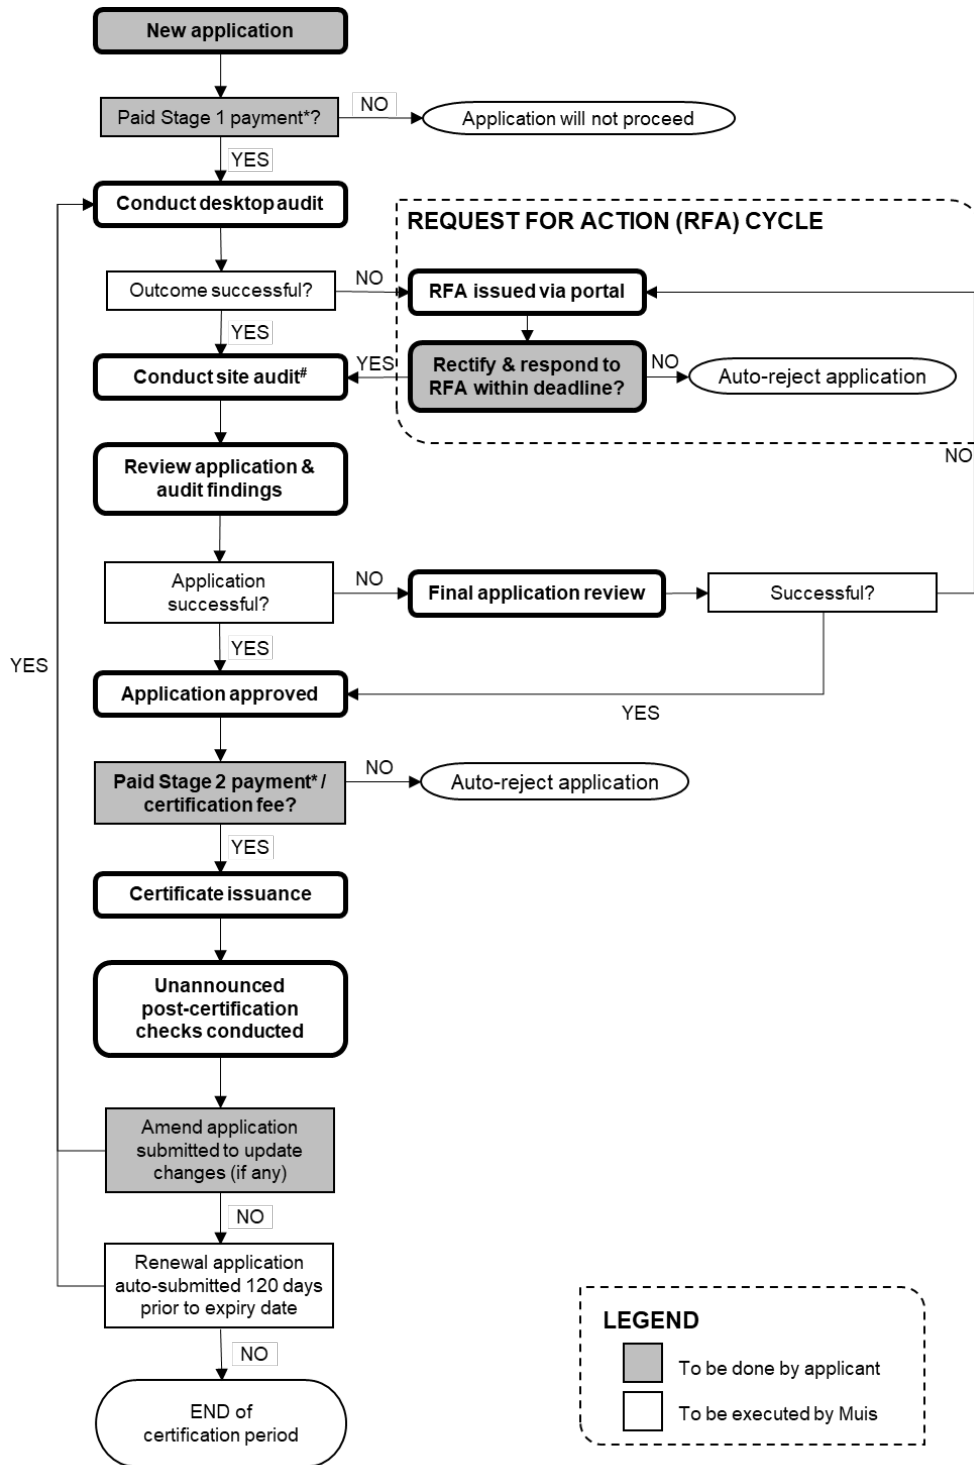 New application
Paid Stage 1 payment*?
NO
Application will not proceed
YES
Conduct desktop audit
REQUEST FOR ACTION (RFA) CYCLE
Outcome successful?
NO
RFA issued via portal
YES
Conduct site audit#
YES
Rectify & respond to
RFA within deadline?
NO
Auto-reject application
Review application &
audit findings
NO
Application
successful?
NO
Final application review
Successful?
YES
YES
Application approved
YES
Paid Stage 2 payment* /
certification fee?
NO
Auto-reject application
YES
Certificate issuance
Unannounced
post-certification
checks conducted
Amend application
submitted to update
changes (if any)
NO
Renewal application
auto-submitted 120 days
prior to expiry date
NO
END of
certification period
LEGEND
To be done by applicant
To be executed by Muis